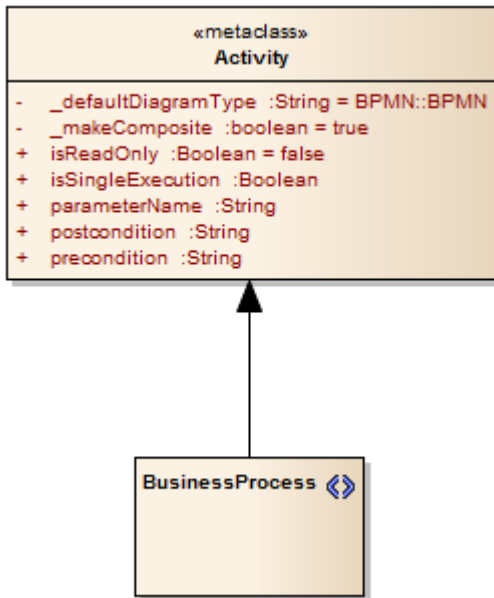 «metaclass»
Activity
- _defaultDiagramType :String = BPMN::BPMN
- _makeComposite :boolean = true
+ isReadOnly :Boolean = false
+ isSingleExecution :Boolean
+ parameterName :String
+ postcondition :String
+ precondition :String
BusinessProcess